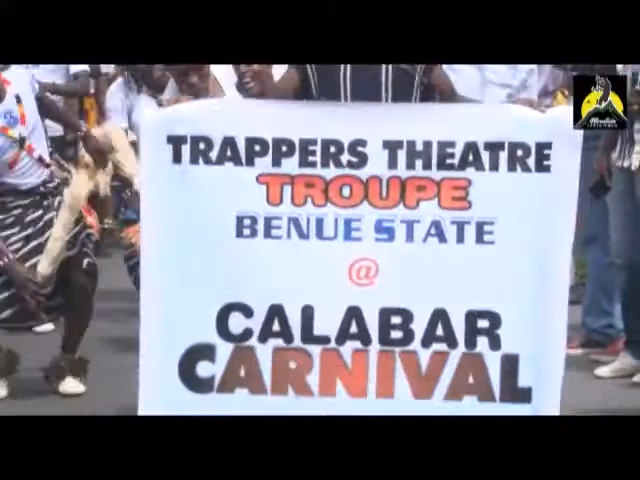 TRAPPERS THEATRE
TROUPE
BENUE STATE
@
CALABAR
CARNIVAL